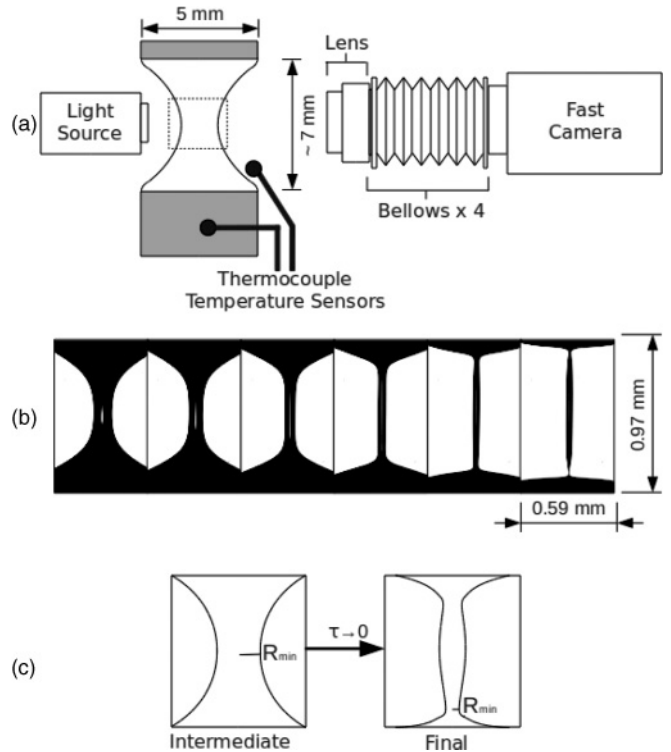 5 mm
Lens
(a)
Light
Source
~ 7 mm
Fast
Camera
Bellows x 4
Thermocouple
Temperature Sensors
(b)
0.97 mm
0.59 mm
(c)
Rmin
τ→0
Rmin
Intermediate
Final